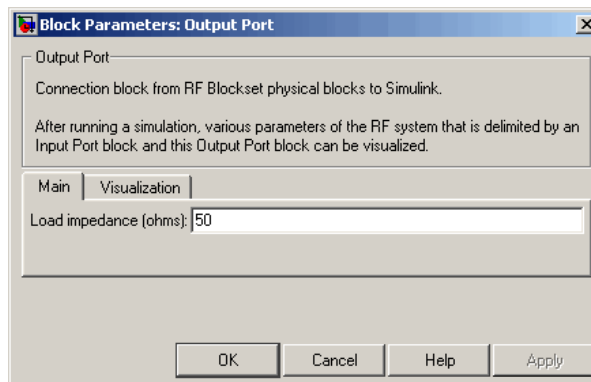 Block Parameters: Output Port
Output Port
Connection block from RF Blockset physical blocks to Simulink.
After running a simulation, various parameters of the RF system that is delimited by an
Input Port block and this Output Port block can be visualized.
Main Visualization
Load impedance (ohms): 50
OK Cancel Help Apply